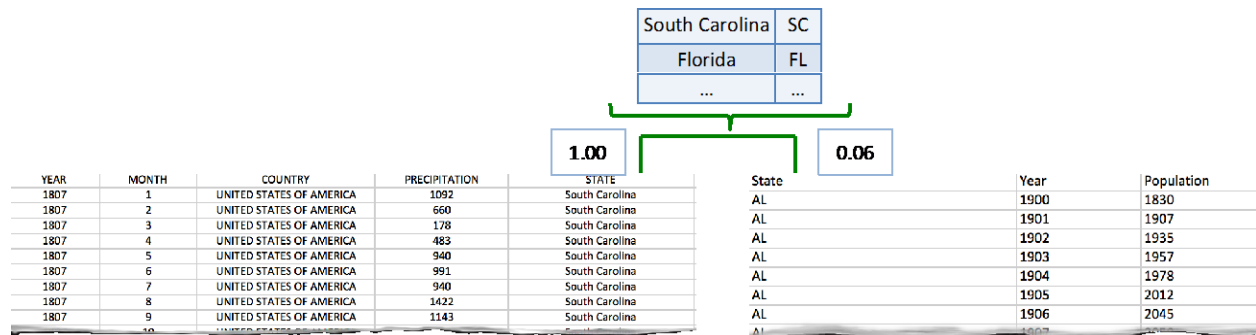 South Carolina SC
Florida FL
... ...
1.00 0.06
YEAR MONTH COUNTRY PRECIPITATION STATE
1807 1 UNITED STATES OF AMERICA 1092 South Carolina
1807 2 UNITED STATES OF AMERICA 660 South Carolina
1807 3 UNITED STATES OF AMERICA 178 South Carolina
1807 4 UNITED STATES OF AMERICA 483 South Carolina
1807 5 UNITED STATES OF AMERICA 940 South Carolina
1807 6 UNITED STATES OF AMERICA 991 South Carolina
1807 7 UNITED STATES OF AMERICA 940 South Carolina
1807 8 UNITED STATES OF AMERICA 1422 South Carolina
1807 9 UNITED STATES OF AMERICA 1143 South Carolina
State Year Population
AL 1900 1830
AL 1901 1907
AL 1902 1935
AL 1903 1957
AL 1904 1978
AL 1905 2012
AL 1906 2045